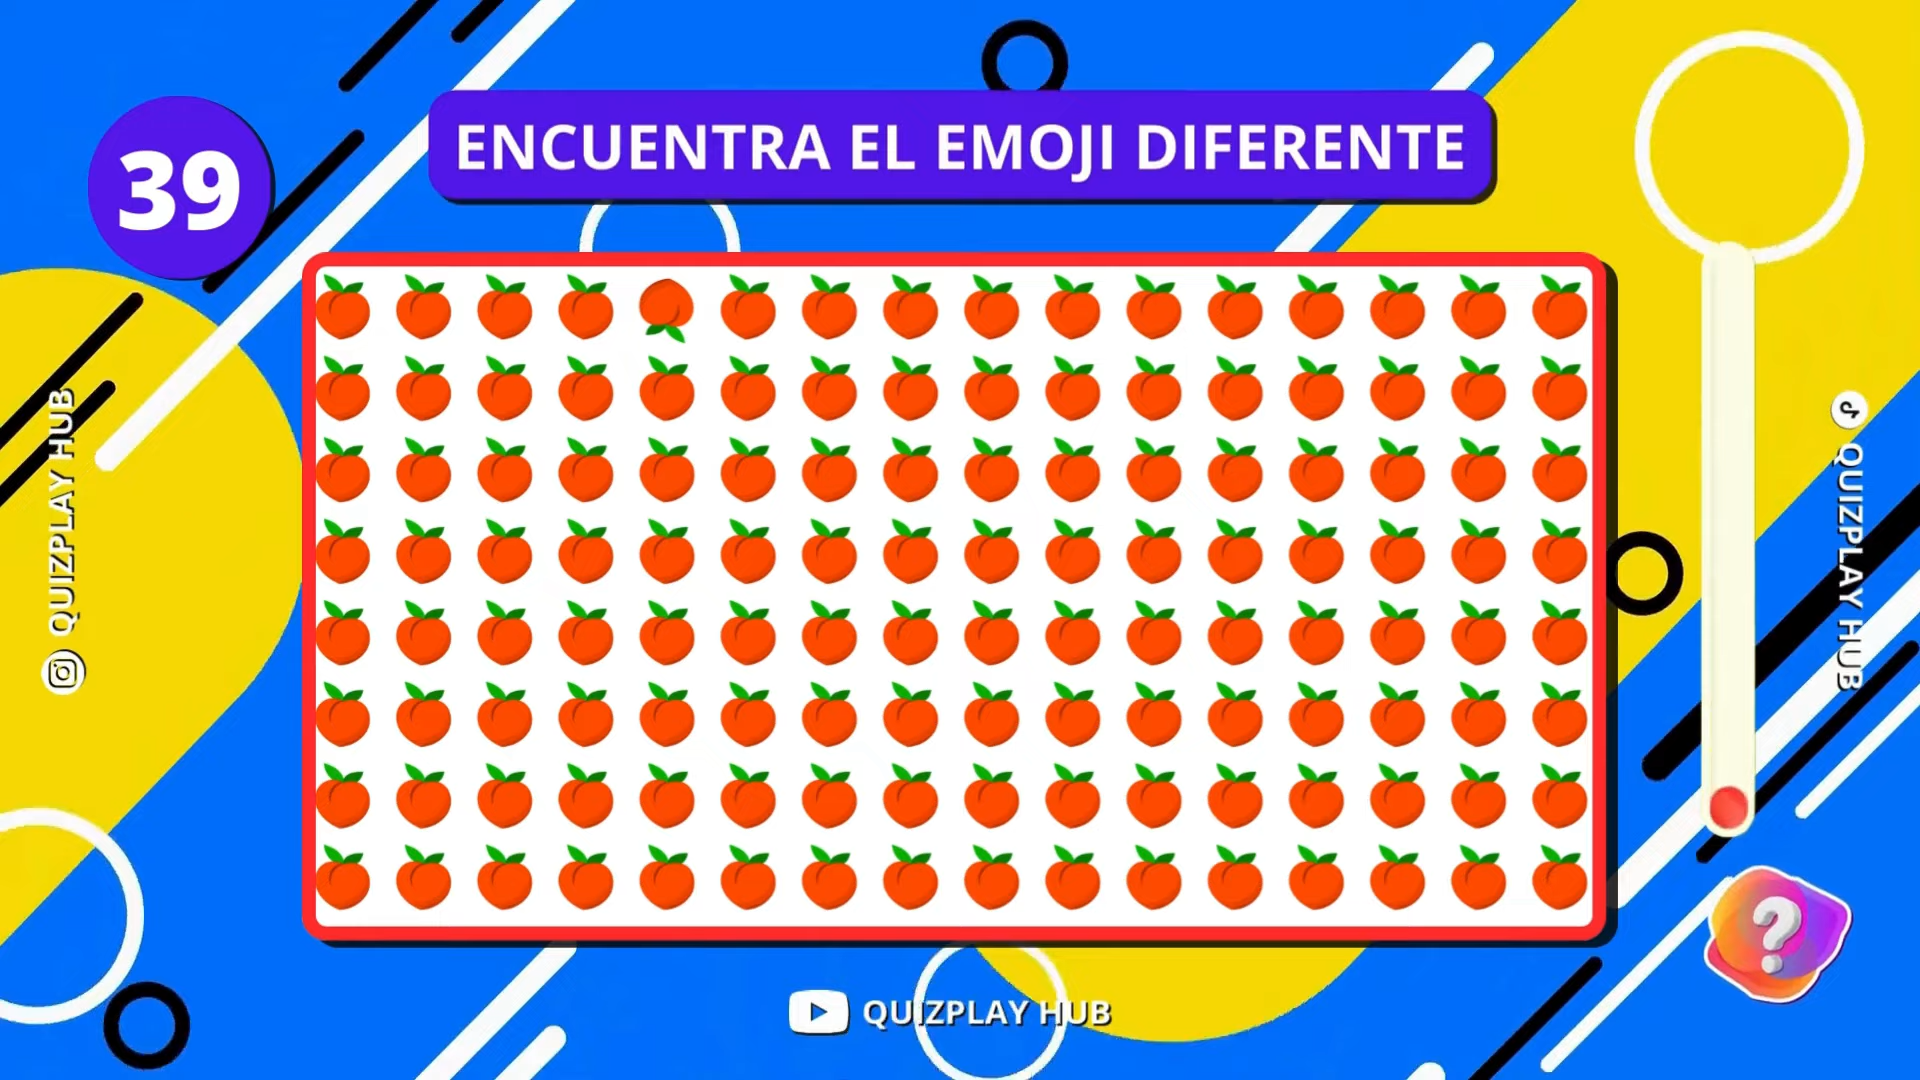 39
ENCUENTRA EL EMOJI DIFERENTE
QUIZPLAY HUB
QUIZPLAY HUB
?
QUIZPLAY HUB